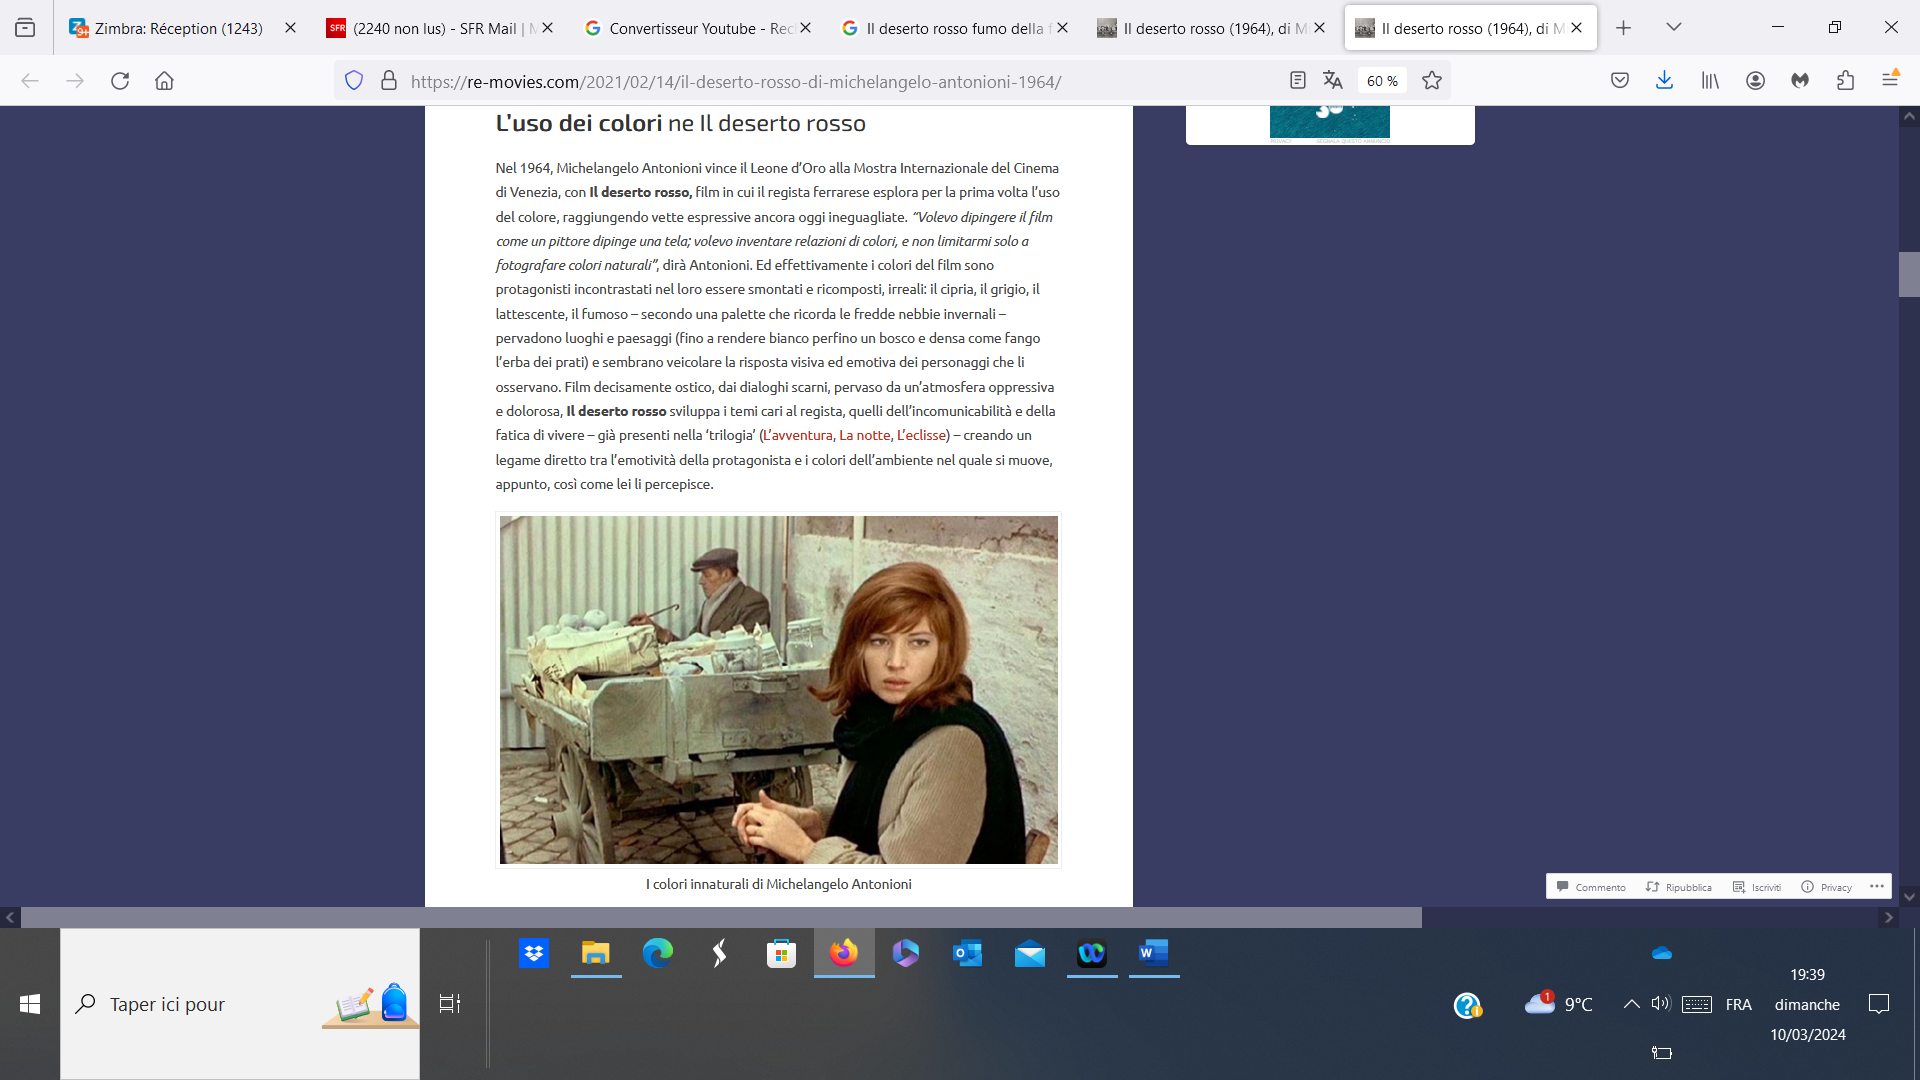 Zimbra: Réception (1243)
(2240 non lus) - SFR Mail | M
Convertisseur Youtube - Rec
Il deserto rosso fumo della f
Il deserto rosso (1964), di M
Il deserto rosso (1964), di M
https://re-movies.com/2021/02/14/il-deserto-rosso-di-michelangelo-antonioni-1964/
60 %
PRIVACY
SEGNALA QUESTO ANNUNCIO
L’uso dei colori ne Il deserto rosso
Nel 1964, Michelangelo Antonioni vince il Leone d’Oro alla Mostra Internazionale del Cinema
di Venezia, con Il deserto rosso, film in cui il regista ferrarese esplora per la prima volta l’uso
del colore, raggiungendo vette espressive ancora oggi ineguagliate. “Volevo dipingere il film
come un pittore dipinge una tela; volevo inventare relazioni di colori, e non limitarmi solo a
fotografare colori naturali”, dirà Antonioni. Ed effettivamente i colori del film sono
protagonisti incontrastati nel loro essere smontati e ricomposti, irreali: il cipria, il grigio, il
lattescente, il fumoso – secondo una palette che ricorda le fredde nebbie invernali –
pervadono luoghi e paesaggi (fino a rendere bianco perfino un bosco e densa come fango
l’erba dei prati) e sembrano veicolare la risposta visiva ed emotiva dei personaggi che li
osservano. Film decisamente ostico, dai dialoghi scarni, pervaso da un’atmosfera oppressiva
e dolorosa, Il deserto rosso sviluppa i temi cari al regista, quelli dell’incomunicabilità e della
fatica di vivere – già presenti nella ‘trilogia’ (L’avventura, La notte, L’eclisse) – creando un
legame diretto tra l’emotività della protagonista e i colori dell’ambiente nel quale si muove,
appunto, così come lei li percepisce.
I colori innaturali di Michelangelo Antonioni
Commento
Ripubblica
Iscriviti
Privacy
Taper ici pour
1
9°C
FRA
19:39
dimanche
10/03/2024